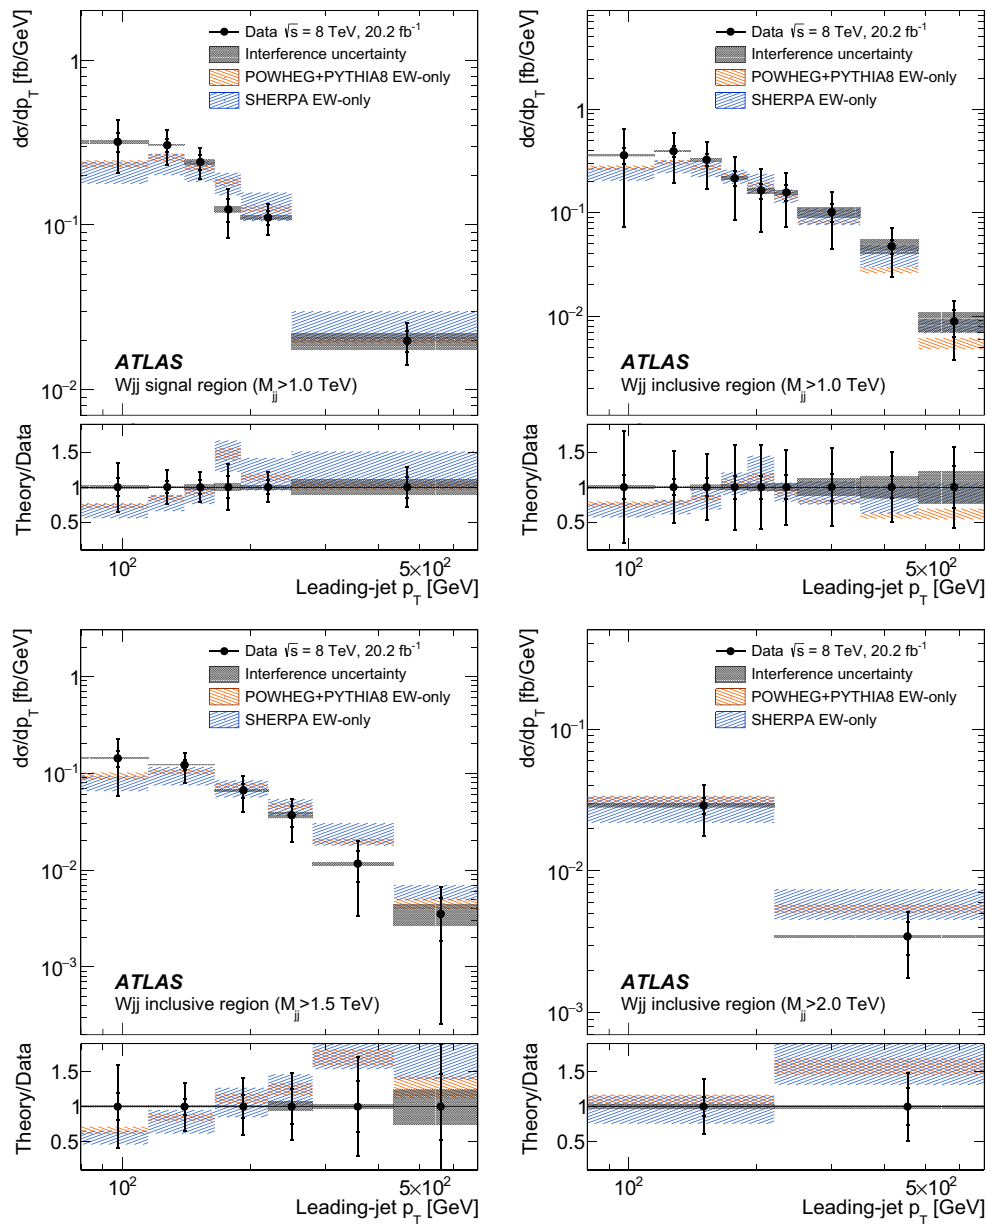 dσ/dp_T [fb/GeV]
1
10⁻¹
10⁻²
Data √s = 8 TeV, 20.2 fb⁻¹
Interference uncertainty
POWHEG+PYTHIA8 EW-only
SHERPA EW-only
ATLAS
Wjj signal region (M_jj>1.0 TeV)
Theory/Data
1.5
1
0.5
10²
5×10²
Leading-jet p_T [GeV]
dσ/dp_T [fb/GeV]
1
10⁻¹
10⁻²
Data √s = 8 TeV, 20.2 fb⁻¹
Interference uncertainty
POWHEG+PYTHIA8 EW-only
SHERPA EW-only
ATLAS
Wjj inclusive region (M_jj>1.0 TeV)
Theory/Data
1.5
1
0.5
10²
5×10²
Leading-jet p_T [GeV]
dσ/dp_T [fb/GeV]
1
10⁻¹
10⁻²
10⁻³
Data √s = 8 TeV, 20.2 fb⁻¹
Interference uncertainty
POWHEG+PYTHIA8 EW-only
SHERPA EW-only
ATLAS
Wjj inclusive region (M_jj>1.5 TeV)
Theory/Data
1.5
1
0.5
10²
5×10²
Leading-jet p_T [GeV]
dσ/dp_T [fb/GeV]
10⁻¹
10⁻²
10⁻³
Data √s = 8 TeV, 20.2 fb⁻¹
Interference uncertainty
POWHEG+PYTHIA8 EW-only
SHERPA EW-only
ATLAS
Wjj inclusive region (M_jj>2.0 TeV)
Theory/Data
1.5
1
0.5
10²
5×10²
Leading-jet p_T [GeV]